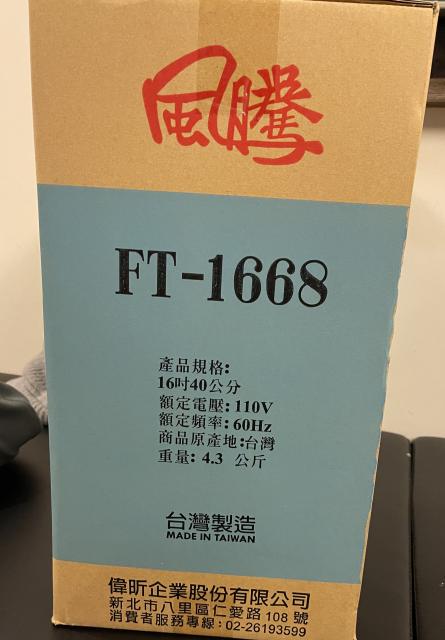 風騰
FT-1668
產品規格:
16吋40公分
額定電壓:110V
額定頻率:60Hz
商品原產地:台灣
重量: 4.3 公斤
台灣製造
MADE IN TAIWAN
偉昕企業股份有限公司
新北市八里區仁愛路 108 號
消費者服務專線:02-26193599